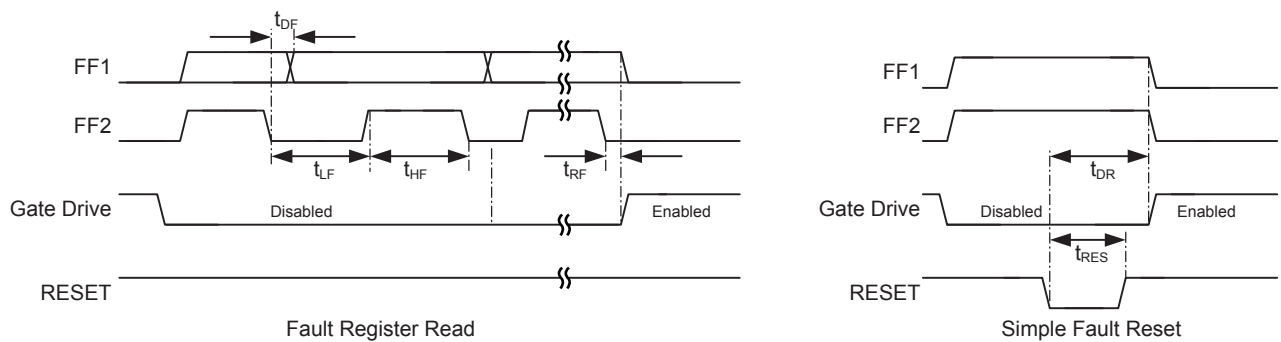 tDF
FF1
FF2
tLF
tHF
tRF
Gate Drive
Disabled
Enabled
RESET
Fault Register Read
FF1
FF2
tDR
Gate Drive
Disabled
Enabled
tRES
RESET
Simple Fault Reset